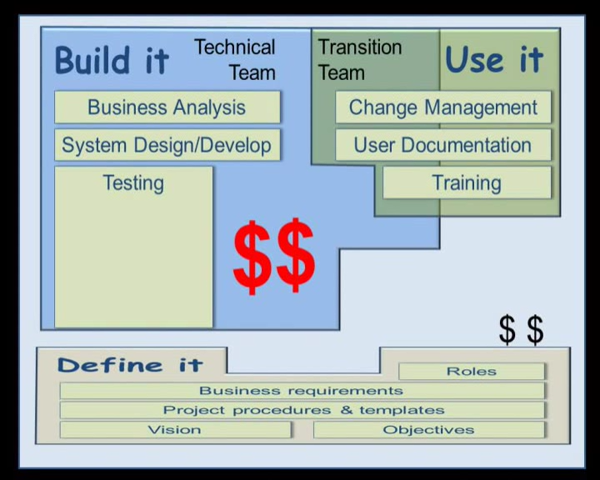 Build it
Technical
Team
Transition
Team
Use it
Business Analysis
Change Management
System Design/Develop
User Documentation
Testing
Training
$$
$ $
Define it
Roles
Business requirements
Project procedures & templates
Vision
Objectives